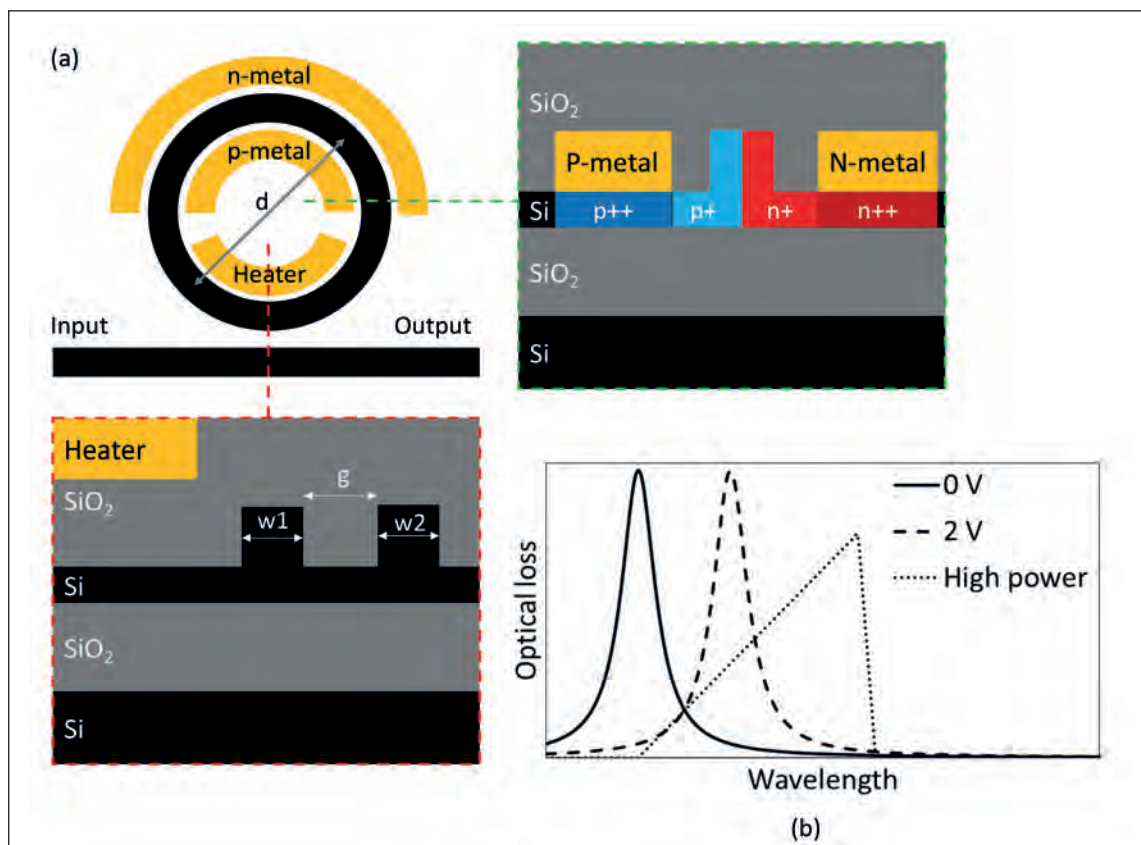 (a)
n-metal
p-metal
d
Heater
Input
Output
SiO2
P-metal
N-metal
Si
p++
p+
n+
n++
SiO2
Si
Heater
SiO2
g
w1
w2
Si
SiO2
Si
0 V
2 V
High power
Optical loss
Wavelength
(b)